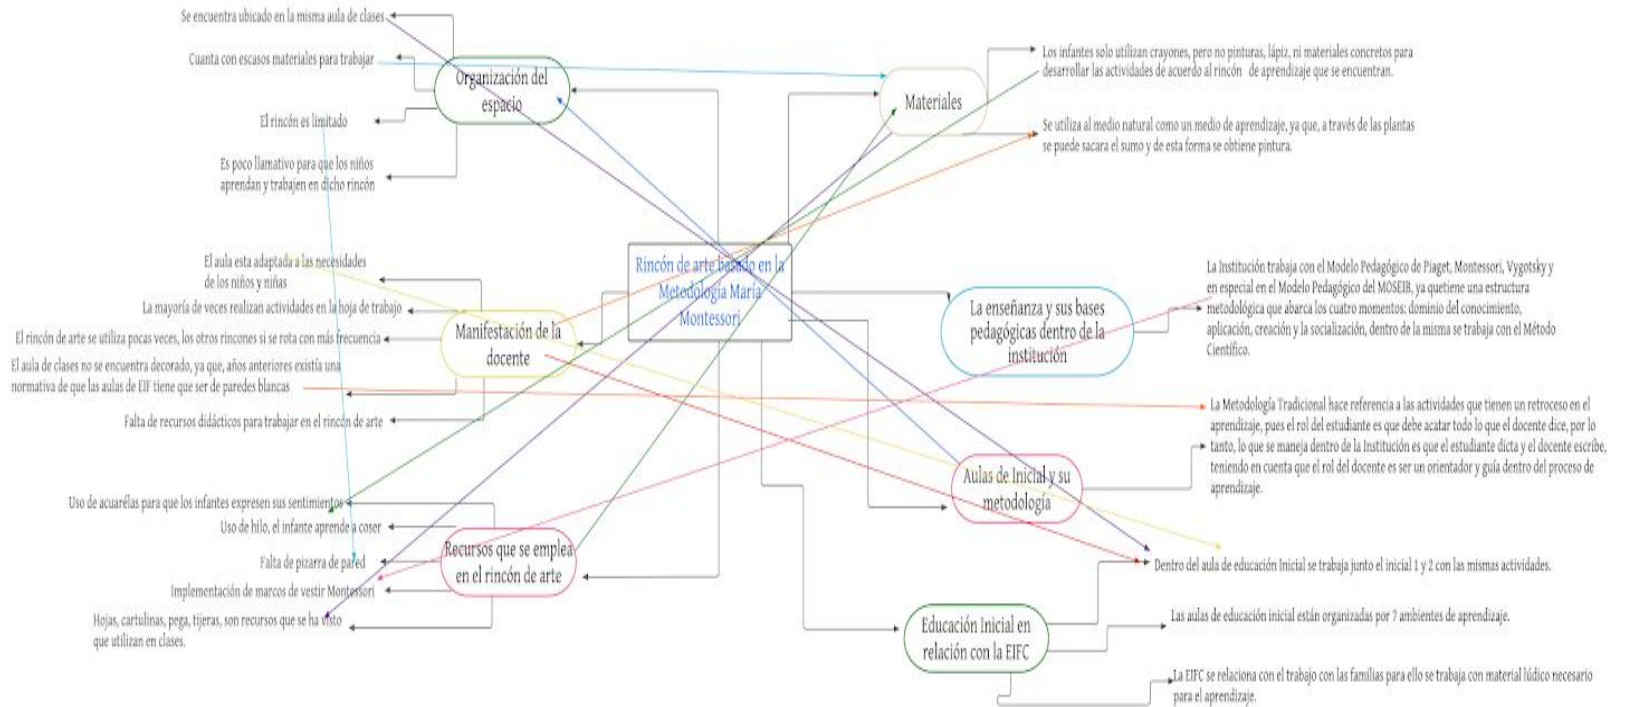 Se encuentra ubicado en la misma aula de clases
Cuanta con escasos materiales para trabajar
El rincón es limitado
Es poco llamativo para que los niños
aprendan y trabajen en dicho rincón
Organización del
espacio
Materiales
Los infantes solo utilizan crayones, pero no pinturas, lápiz, ni materiales concretos para
desarrollar las actividades de acuerdo al rincón de aprendizaje que se encuentran.
Se utiliza al medio natural como un medio de aprendizaje, ya que, a través de las plantas
se puede sacara el sumo y de esta forma se obtiene pintura.
Rincón de arte basado en la
Metodología María
Montessori
El aula esta adaptada a las necesidades
de los niños y niñas
La mayoría de veces realizan actividades en la hoja de trabajo
El rincón de arte se utiliza pocas veces, los otros rincones si se rota con más frecuencia
El aula de clases no se encuentra decorado, ya que, años anteriores existía una
normativa de que las aulas de EIF tiene que ser de paredes blancas
Falta de recursos didácticos para trabajar en el rincón de arte
Manifestación de la
docente
La enseñanza y sus bases
pedagógicas dentro de la
institución
La Institución trabaja con el Modelo Pedagógico de Piaget, Montessori, Vygotsky y
en especial en el Modelo Pedagógico del MOSEIB, ya quetiene una estructura
metodológica que abarca los cuatro momentos: dominio del conocimiento,
aplicación, creación y la socialización, dentro de la misma se trabaja con el Método
Científico.
Aulas de Inicial y su
metodología
La Metodología Tradicional hace referencia a las actividades que tienen un retroceso en el
aprendizaje, pues el rol del estudiante es que debe acatar todo lo que el docente dice, por lo
tanto, lo que se maneja dentro de la Institución es que el estudiante dicta y el docente escribe,
teniendo en cuenta que el rol del docente es ser un orientador y guía dentro del proceso de
aprendizaje.
Uso de acuarélas para que los infantes expresen sus sentimientos
Uso de hilo, el infante aprende a coser
Falta de pizarra de pared
Implementación de marcos de vestir Montessori
Hojas, cartulinas, pega, tijeras, son recursos que se ha visto
que utilizan en clases.
Recursos que se emplea
en el rincón de arte
Educación Inicial en
relación con la EIFC
Dentro del aula de educación Inicial se trabaja junto el inicial 1 y 2 con las mismas actividades.
Las aulas de educación inicial están organizadas por 7 ambientes de aprendizaje.
La EIFC se relaciona con el trabajo con las familias para ello se trabaja con material lúdico necesario
para el aprendizaje.